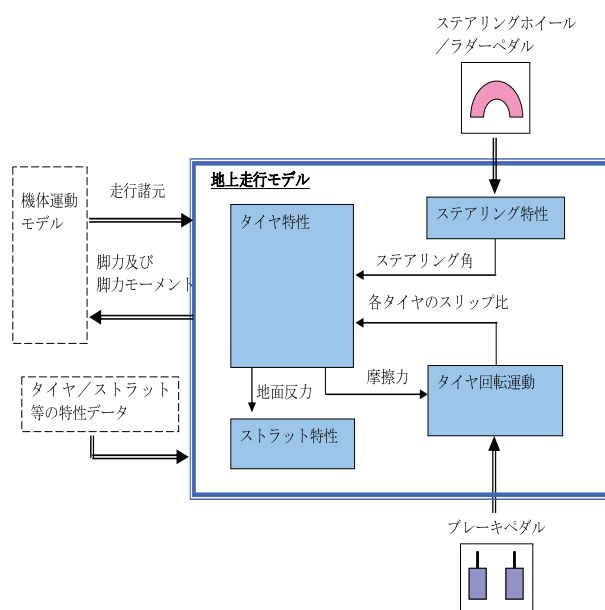 ステアリングホイール
／ラダーペダル
地上走行モデル
機体運動
モデル
走行諸元
脚力及び
脚力モーメント
タイヤ特性
ステアリング特性
ステアリング角
各タイヤのスリップ比
タイヤ／ストラット
等の特性データ
地面反力
摩擦力
タイヤ回転運動
ストラット特性
ブレーキペダル